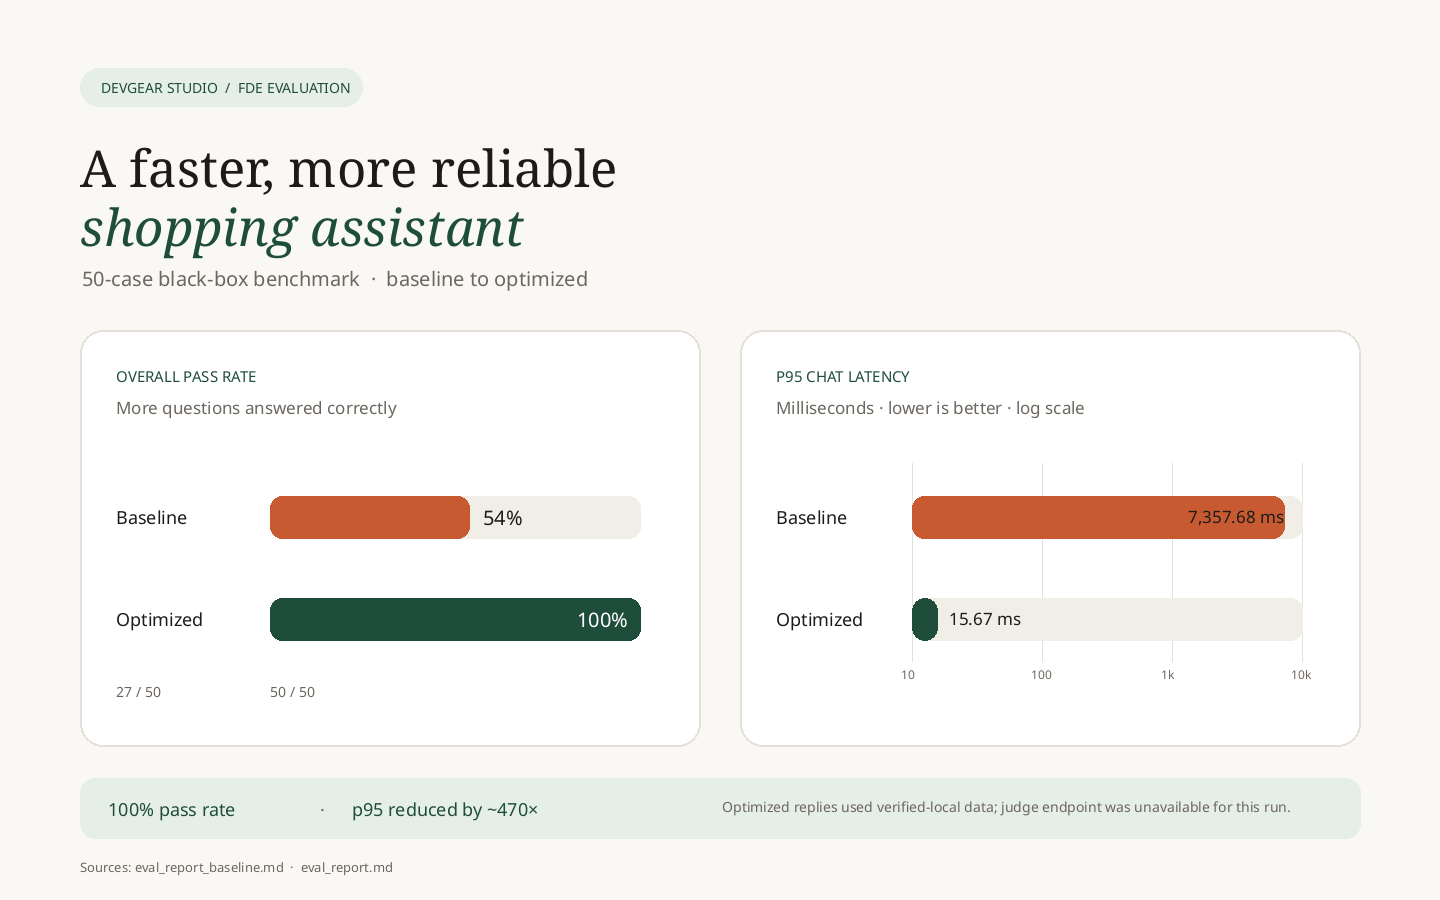 DEVGEAR STUDIO / FDE EVALUATION
A faster, more reliable
shopping assistant
50-case black-box benchmark · baseline to optimized
OVERALL PASS RATE
More questions answered correctly
Baseline
54%
Optimized
100%
27 / 50
50 / 50
P95 CHAT LATENCY
Milliseconds · lower is better · log scale
Baseline
7,357.68 ms
Optimized
15.67 ms
10
100
1k
10k
100% pass rate · p95 reduced by ~470×
Optimized replies used verified-local data; judge endpoint was unavailable for this run.
Sources: eval_report_baseline.md · eval_report.md